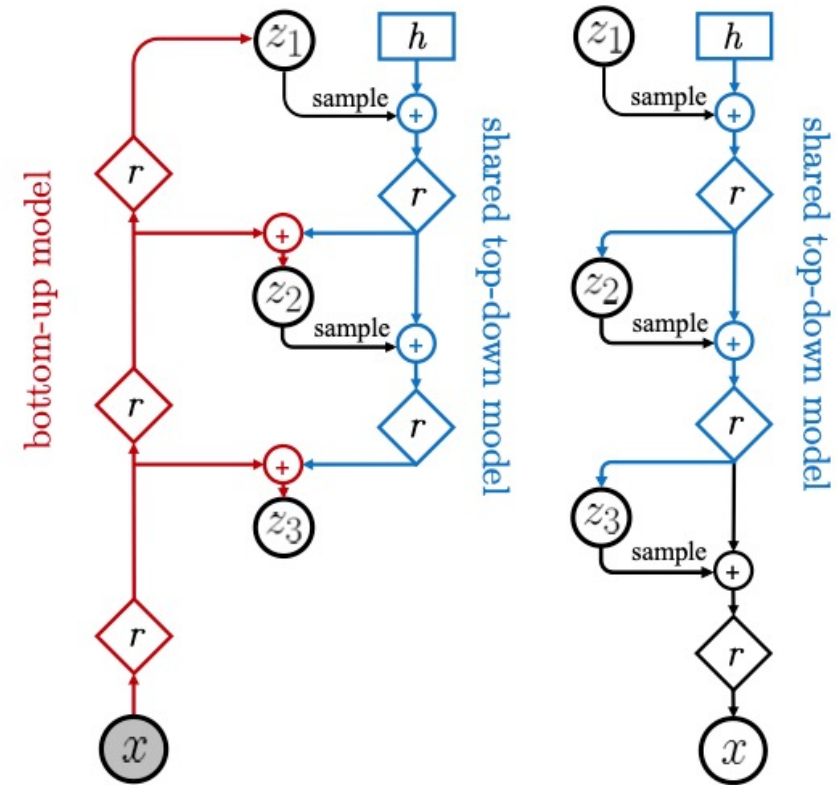 z1
h
sample
+
r
r
+
z2
sample
+
r
r
+
z3
r
x
bottom-up model
shared top-down model
z1
h
sample
+
r
z2
sample
+
r
z3
sample
+
r
x
shared top-down model